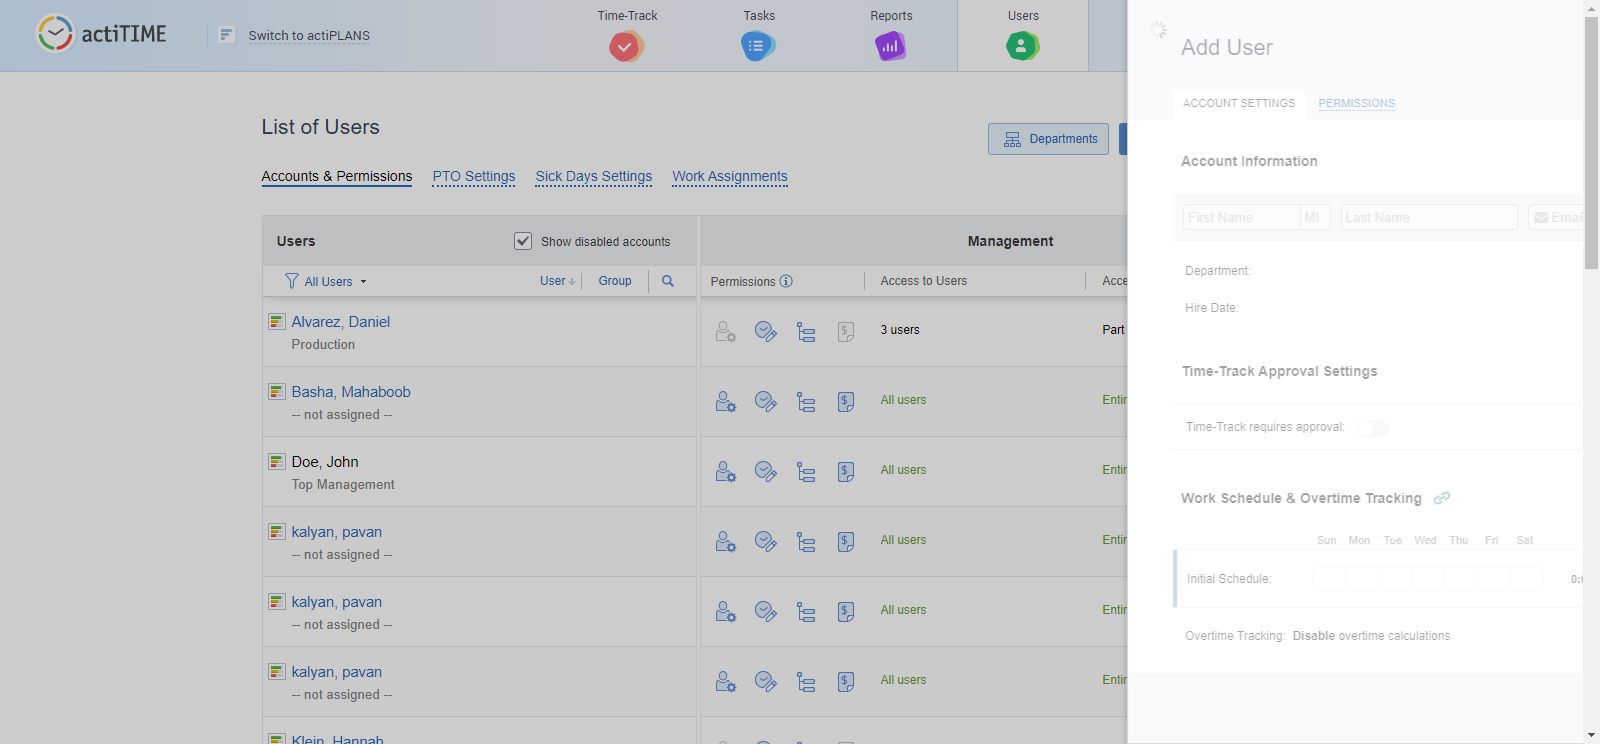 actiTIME
Switch to actiPLANS
Time-Track
Tasks
Reports
Users
List of Users
Departments
Accounts & Permissions
PTO Settings
Sick Days Settings
Work Assignments
Users
Show disabled accounts
Management
All Users
User
Group
Permissions
Access to Users
Acce
Alvarez, Daniel
Production
3 users
Part
Basha, Mahaboob
-- not assigned --
All users
Entir
Doe, John
Top Management
All users
Entir
kalyan, pavan
-- not assigned --
All users
Entir
kalyan, pavan
-- not assigned --
All users
Entir
kalyan, pavan
-- not assigned --
All users
Entir
Klein, Hannah
Add User
ACCOUNT SETTINGS
PERMISSIONS
Account Information
First Name
MI
Last Name
Email
Department:
Hire Date:
Time-Track Approval Settings
Time-Track requires approval:
Work Schedule & Overtime Tracking
Sun Mon Tue Wed Thu Fri Sat
Initial Schedule:
0:0
Overtime Tracking: Disable overtime calculations